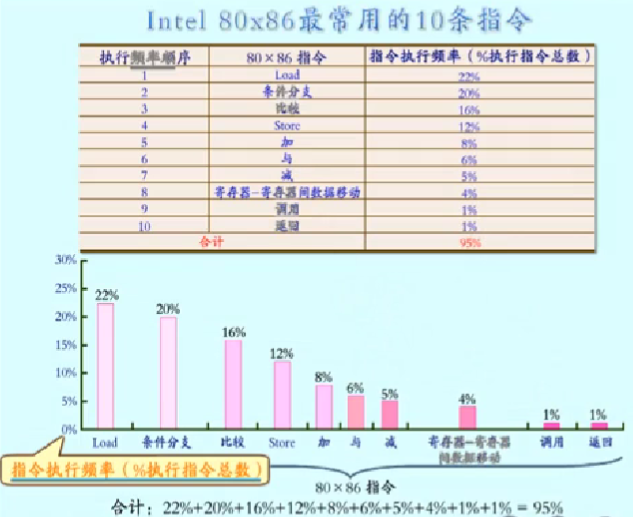 Intel 80x86最常用的10条指令
执行频率顺序 80×86 指令 指令执行频率（%执行指令总数）
1 Load 22%
2 条件分支 20%
3 比较 16%
4 Store 12%
5 加 8%
6 与 6%
7 减 5%
8 寄存器-寄存器间数据移动 4%
9 调用 1%
10 返回 1%
合计 95%
30%
25%
20%
15%
10%
5%
0%
22%
20%
16%
12%
8%
6%
5%
4%
1%
1%
Load 条件分支 比较 Store 加 与 减 寄存器-寄存器 调用 返回
间数据移动
指令执行频率（%执行指令总数）
80×86 指令
合计：22%+20%+16%+12%+8%+6%+5%+4%+1%+1% = 95%